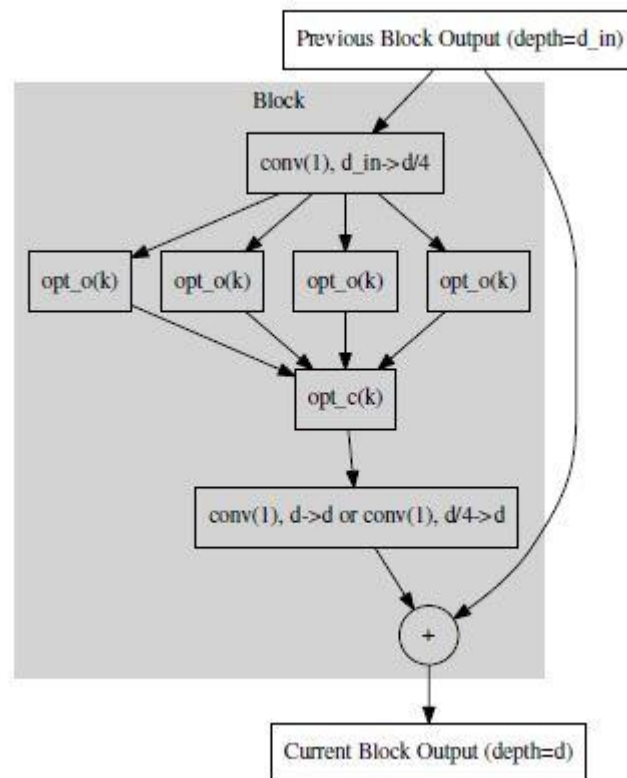 Previous Block Output (depth=d_in)
Block
conv(1), d_in->d/4
opt_o(k)
opt_o(k)
opt_o(k)
opt_o(k)
opt_c(k)
conv(1), d->d or conv(1), d/4->d
+
Current Block Output (depth=d)